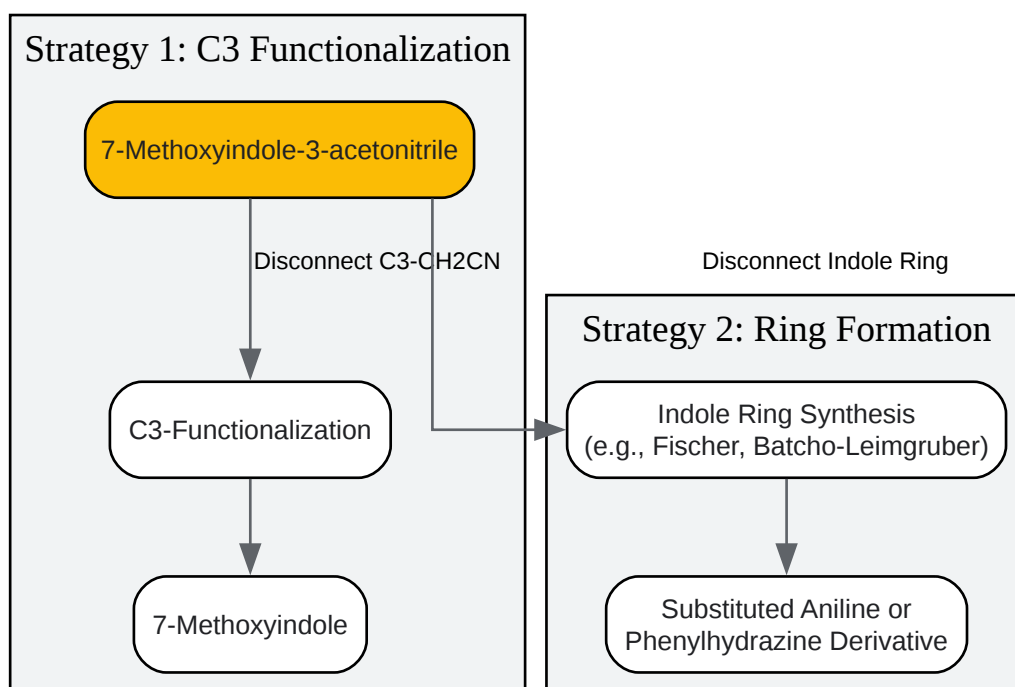 Strategy 1: C3 Functionalization
7-Methoxyindole-3-acetonitrile
Disconnect C3-CH2CN
C3-Functionalization
7-Methoxyindole
Disconnect Indole Ring
Strategy 2: Ring Formation
Indole Ring Synthesis
(e.g., Fischer, Batcho-Leimgruber)
Substituted Aniline or
Phenylhydrazine Derivative